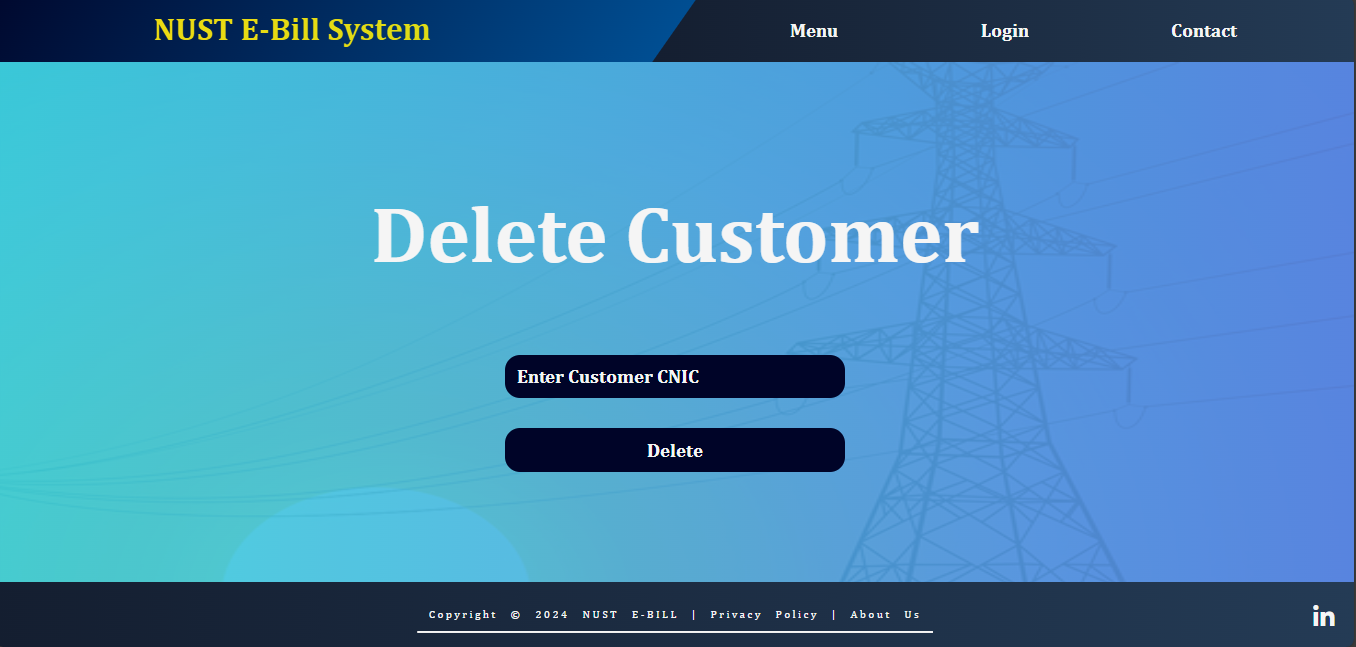 NUST E-Bill System
Menu
Login
Contact
Delete Customer
Enter Customer CNIC
Delete
Copyright © 2024 NUST E-BILL | Privacy Policy | About Us
in